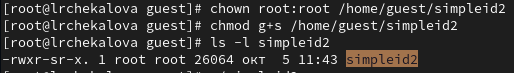 [root@lrchekalova guest]# chown root:root /home/guest/simpleid2
[root@lrchekalova guest]# chmod g+s /home/guest/simpleid2
[root@lrchekalova guest]# ls -l simpleid2
-rwxr-sr-x. 1 root root 26064 окт  5 11:43 simpleid2